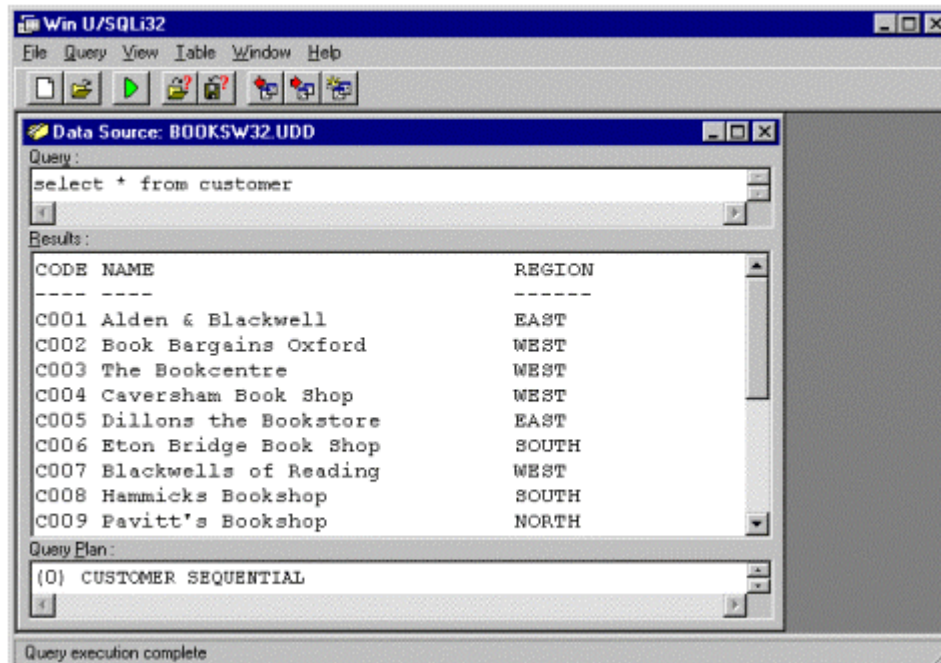 Win U/SQLi32
File Query View Table Window Help
Data Source: BOOKSW32.UDD
Query :
select * from customer
Results :
CODE NAME REGION
---- ---- ------
C001 Alden & Blackwell EAST
C002 Book Bargains Oxford WEST
C003 The Bookcentre WEST
C004 Caversham Book Shop WEST
C005 Dillons the Bookstore EAST
C006 Eton Bridge Book Shop SOUTH
C007 Blackwells of Reading WEST
C008 Hammicks Bookshop SOUTH
C009 Pavitt's Bookshop NORTH
Query Plan :
(0) CUSTOMER SEQUENTIAL
Query execution complete